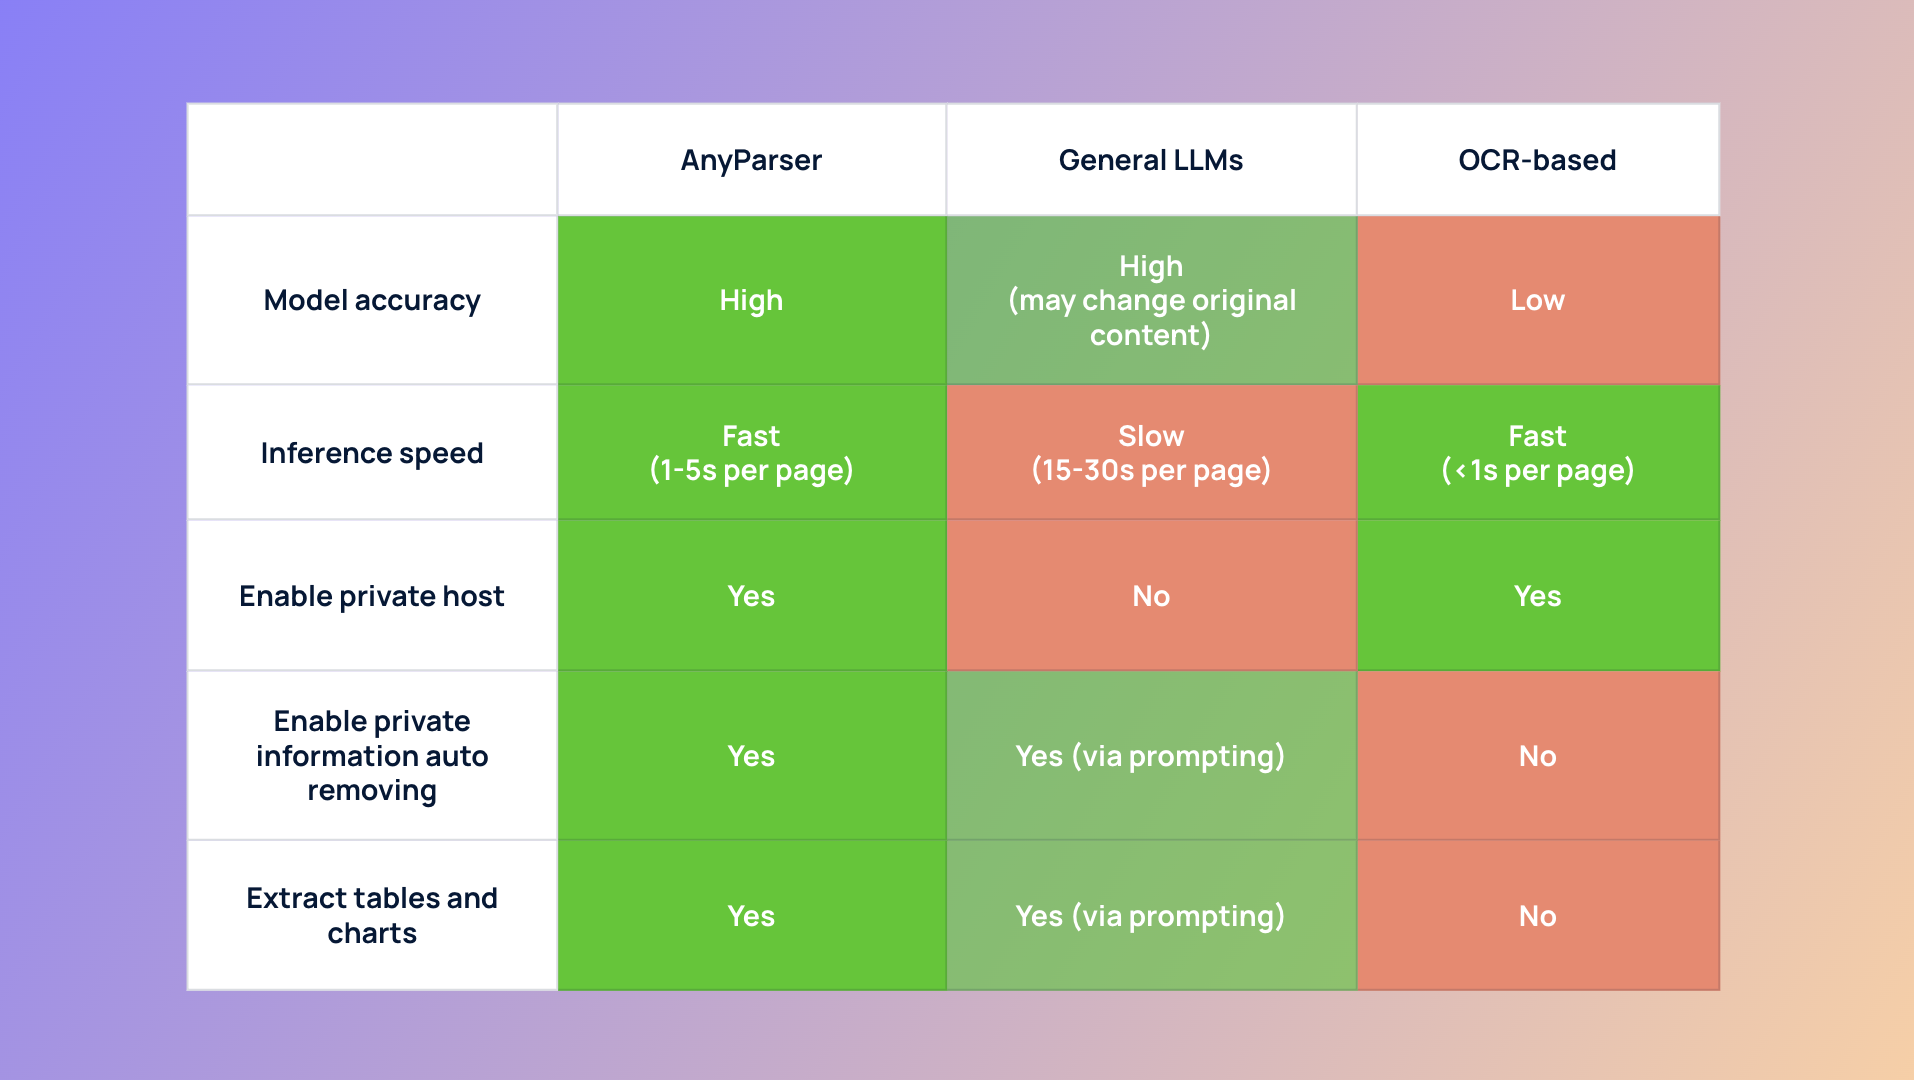 AnyParser
General LLMs
OCR-based
Model accuracy
High
High
(may change original
content)
Low
Inference speed
Fast
(1-5s per page)
Slow
(15-30s per page)
Fast
(<1s per page)
Enable private host
Yes
No
Yes
Enable private
information auto
removing
Yes
Yes (via prompting)
No
Extract tables and
charts
Yes
Yes (via prompting)
No